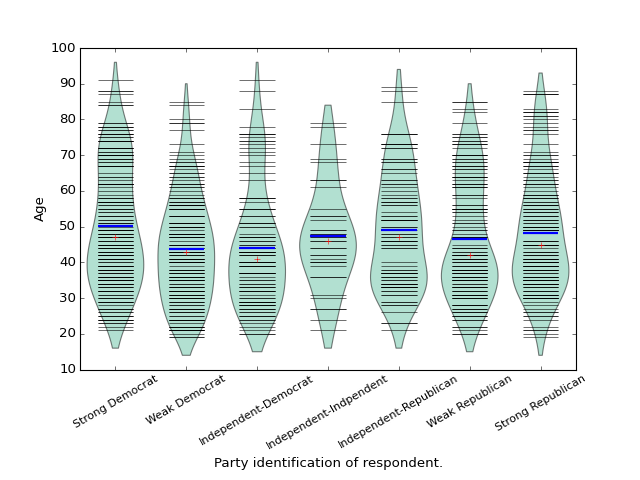 100
90
80
70
60
50
40
30
20
10
Age
Strong Democrat
Weak Democrat
Independent-Democrat
Independent-Indpendent
Independent-Republican
Weak Republican
Strong Republican
Party identification of respondent.